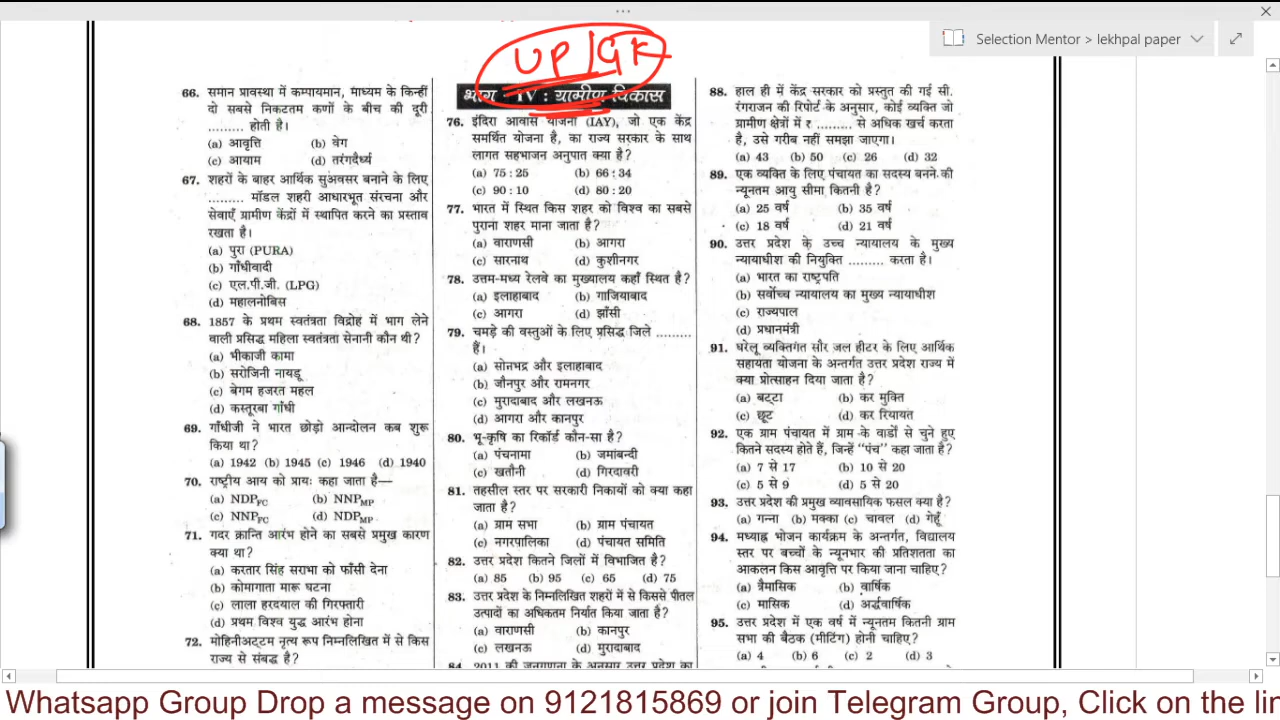 Selection Mentor > lekhpal paper
UP/GK
66. समान प्रावस्था में कम्पायमान, माध्यम के किन्हीं
दो सबसे निकटतम कणों के बीच की दूरी
......... होती है।
(a) आवृत्ति (b) वेग
(c) आयाम (d) तरंगदैर्ध्य
67. शहरों के बाहर आर्थिक सुअवसर बनाने के लिए
......... मॉडल शहरी आधारभूत संरचना और
सेवाएँ ग्रामीण केंद्रों में स्थापित करने का प्रस्ताव
रखता है।
(a) पुरा (PURA)
(b) गाँधीवादी
(c) एल.पी.जी. (LPG)
(d) महालनोबिस
68. 1857 के प्रथम स्वतंत्रता विद्रोह में भाग लेने
वाली प्रसिद्ध महिला स्वतंत्रता सेनानी कौन थी?
(a) भीकाजी कामा
(b) सरोजिनी नायडू
(c) बेगम हजरत महल
(d) कस्तूरबा गाँधी
69. गाँधीजी ने भारत छोड़ो आन्दोलन कब शुरू
किया था?
(a) 1942 (b) 1945 (c) 1946 (d) 1940
70. राष्ट्रीय आय को प्राय: कहा जाता है—
(a) NDPFC (b) NNPMP
(c) NNPFC (d) NDPMP
71. गदर क्रान्ति आरंभ होने का सबसे प्रमुख कारण
क्या था?
(a) करतार सिंह सराभा को फाँसी देना
(b) कोमागाता मारू घटना
(c) लाला हरदयाल की गिरफ्तारी
(d) प्रथम विश्व युद्ध आरंभ होना
72. मोहिनीअट्टम नृत्य रूप निम्नलिखित में से किस
राज्य से संबद्ध है?
भाग - IV : ग्रामीण विकास
76. इंदिरा आवास योजना (IAY), जो एक केंद्र
समर्थित योजना है, का राज्य सरकार के साथ
लागत सहभाजन अनुपात क्या है?
(a) 75 : 25 (b) 66 : 34
(c) 90 : 10 (d) 80 : 20
77. भारत में स्थित किस शहर को विश्व का सबसे
पुराना शहर माना जाता है?
(a) वाराणसी (b) आगरा
(c) सारनाथ (d) कुशीनगर
78. उत्तम-मध्य रेलवे का मुख्यालय कहाँ स्थित है?
(a) इलाहाबाद (b) गाजियाबाद
(c) आगरा (d) झाँसी
79. चमड़े की वस्तुओं के लिए प्रसिद्ध जिले .........
हैं।
(a) सोनभद्र और इलाहाबाद
(b) जौनपुर और रामनगर
(c) मुरादाबाद और लखनऊ
(d) आगरा और कानपुर
80. भू-कृषि का रिकॉर्ड कौन-सा है?
(a) पंचनामा (b) जमांबन्दी
(c) खतौनी (d) गिरदावरी
81. तहसील स्तर पर सरकारी निकायों को क्या कहा
जाता है?
(a) ग्राम सभा (b) ग्राम पंचायत
(c) नगरपालिका (d) पंचायत समिति
82. उत्तर प्रदेश कितने जिलों में विभाजित है?
(a) 85 (b) 95 (c) 65 (d) 75
83. उत्तर प्रदेश के निम्नलिखित शहरों में से किससे पीतल
उत्पादों का अधिकतम निर्यात किया जाता है?
(a) वाराणसी (b) कानपुर
(c) लखनऊ (d) मुरादाबाद
84. 2011 की जनगणना के अनुसार उत्तर प्रदेश का
88. हाल ही में केंद्र सरकार को प्रस्तुत की गई सी.
रंगराजन की रिपोर्ट के अनुसार, कोई व्यक्ति जो
ग्रामीण क्षेत्रों में ₹ ......... से अधिक खर्च करता
है, उसे गरीब नहीं समझा जाएगा।
(a) 43 (b) 50 (c) 26 (d) 32
89. एक व्यक्ति के लिए पंचायत का सदस्य बनने की
न्यूनतम आयु सीमा कितनी है?
(a) 25 वर्ष (b) 35 वर्ष
(c) 18 वर्ष (d) 21 वर्ष
90. उत्तर प्रदेश के उच्च न्यायालय के मुख्य
न्यायाधीश की नियुक्ति ......... करता है।
(a) भारत का राष्ट्रपति
(b) सर्वोच्च न्यायालय का मुख्य न्यायाधीश
(c) राज्यपाल
(d) प्रधानमंत्री
91. घरेलू व्यक्तिगत सौर जल हीटर के लिए आर्थिक
सहायता योजना के अन्तर्गत उत्तर प्रदेश राज्य में
क्या प्रोत्साहन दिया जाता है?
(a) बट्टा (b) कर मुक्ति
(c) छूट (d) कर रियायत
92. एक ग्राम पंचायत में ग्राम के वार्डों से चुने हुए
कितने सदस्य होते हैं, जिन्हें "पंच" कहा जाता है?
(a) 7 से 17 (b) 10 से 20
(c) 5 से 9 (d) 5 से 20
93. उत्तर प्रदेश की प्रमुख व्यावसायिक फसल क्या है?
(a) गन्ना (b) मक्का (c) चावल (d) गेहूँ
94. मध्याह्न भोजन कार्यक्रम के अन्तर्गत, विद्यालय
स्तर पर बच्चों के न्यूनभार की प्रतिशतता का
आकलन किस आवृत्ति पर किया जाना चाहिए?
(a) त्रैमासिक (b) वार्षिक
(c) मासिक (d) अर्द्धवार्षिक
95. उत्तर प्रदेश में एक वर्ष में न्यूनतम कितनी ग्राम
सभा की बैठक (मीटिंग) होनी चाहिए?
(a) 4 (b) 6 (c) 2 (d) 3
Whatsapp Group Drop a message on 9121815869 or join Telegram Group, Click on the lin